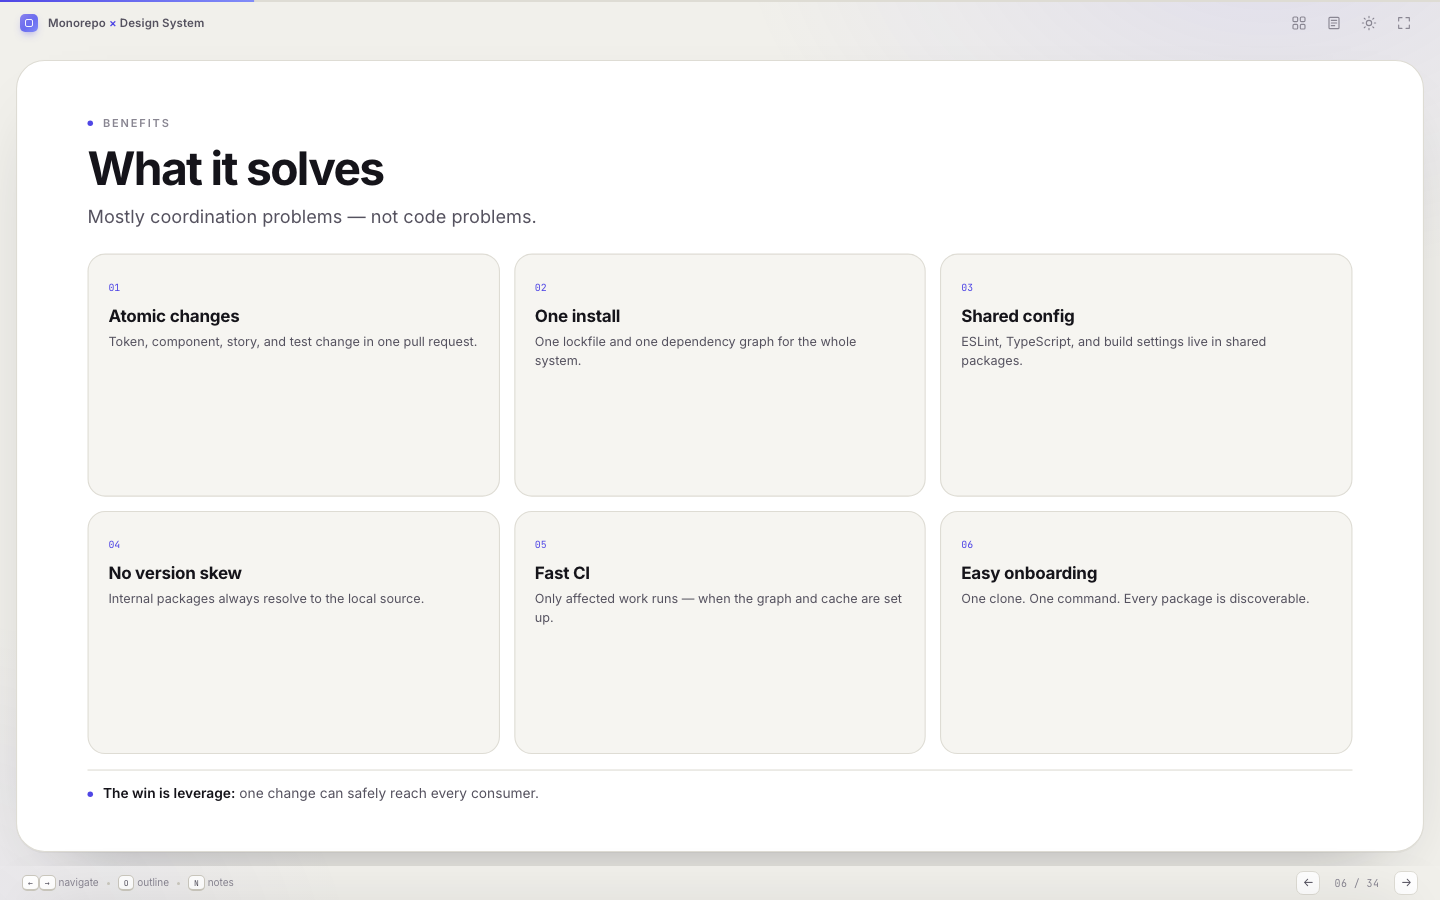 Monorepo × Design System
BENEFITS
What it solves
Mostly coordination problems — not code problems.
01
Atomic changes
Token, component, story, and test change in one pull request.
02
One install
One lockfile and one dependency graph for the whole
system.
03
Shared config
ESLint, TypeScript, and build settings live in shared
packages.
04
No version skew
Internal packages always resolve to the local source.
05
Fast CI
Only affected work runs — when the graph and cache are set
up.
06
Easy onboarding
One clone. One command. Every package is discoverable.
The win is leverage: one change can safely reach every consumer.
← → navigate • O outline • N notes
← 06 / 34 →